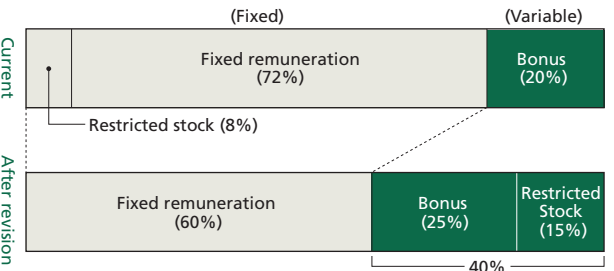 (Fixed)
(Variable)
Current
Fixed remuneration
(72%)
Bonus
(20%)
Restricted stock (8%)
After revision
Fixed remuneration
(60%)
Bonus
(25%)
Restricted
Stock
(15%)
40%